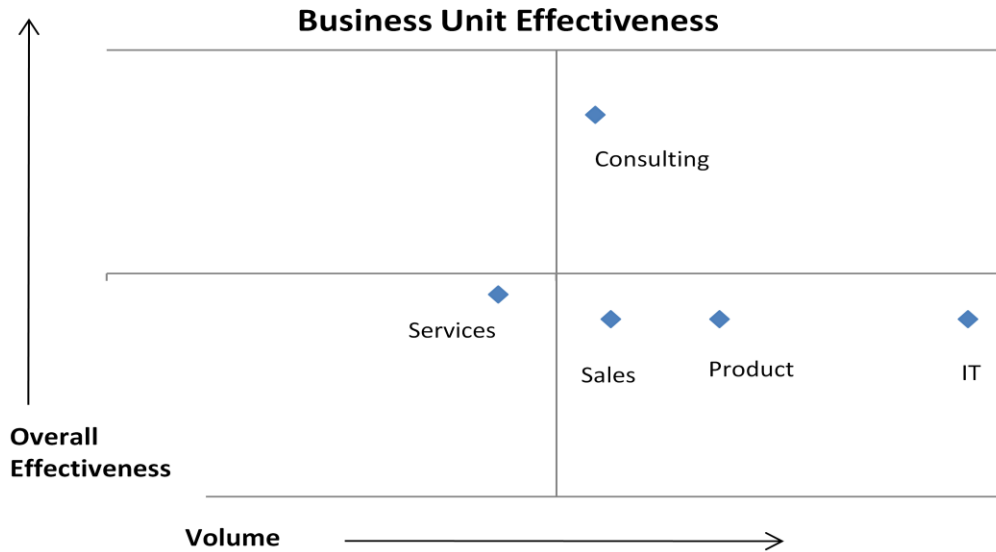 Business Unit Effectiveness
Consulting
Services
Sales
Product
IT
Overall
Effectiveness
Volume